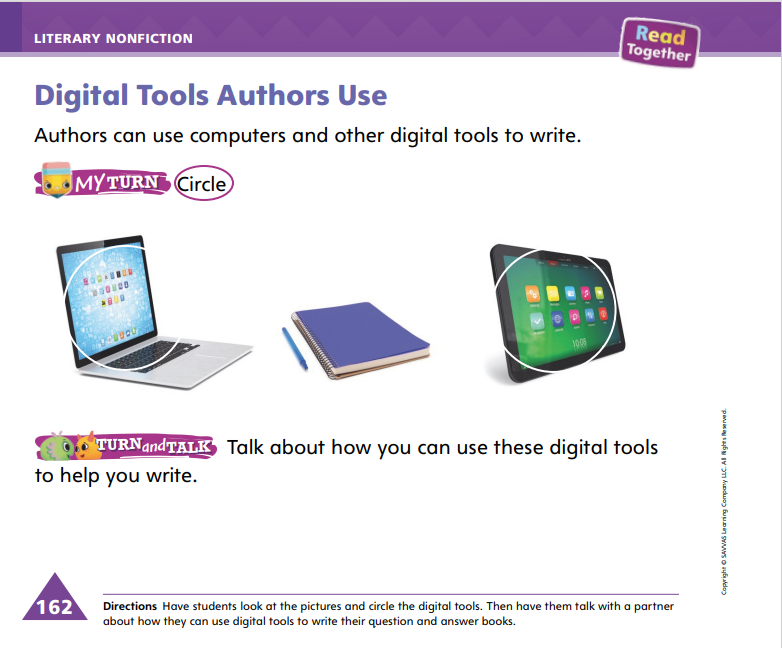 LITERARY NONFICTION
Read
Together
Digital Tools Authors Use
Authors can use computers and other digital tools to write.
MY TURN Circle
10:08
TURN and TALK Talk about how you can use these digital tools
to help you write.
Copyright © SAVVAS Learning Company LLC. All Rights Reserved.
162
Directions Have students look at the pictures and circle the digital tools. Then have them talk with a partner
about how they can use digital tools to write their question and answer books.